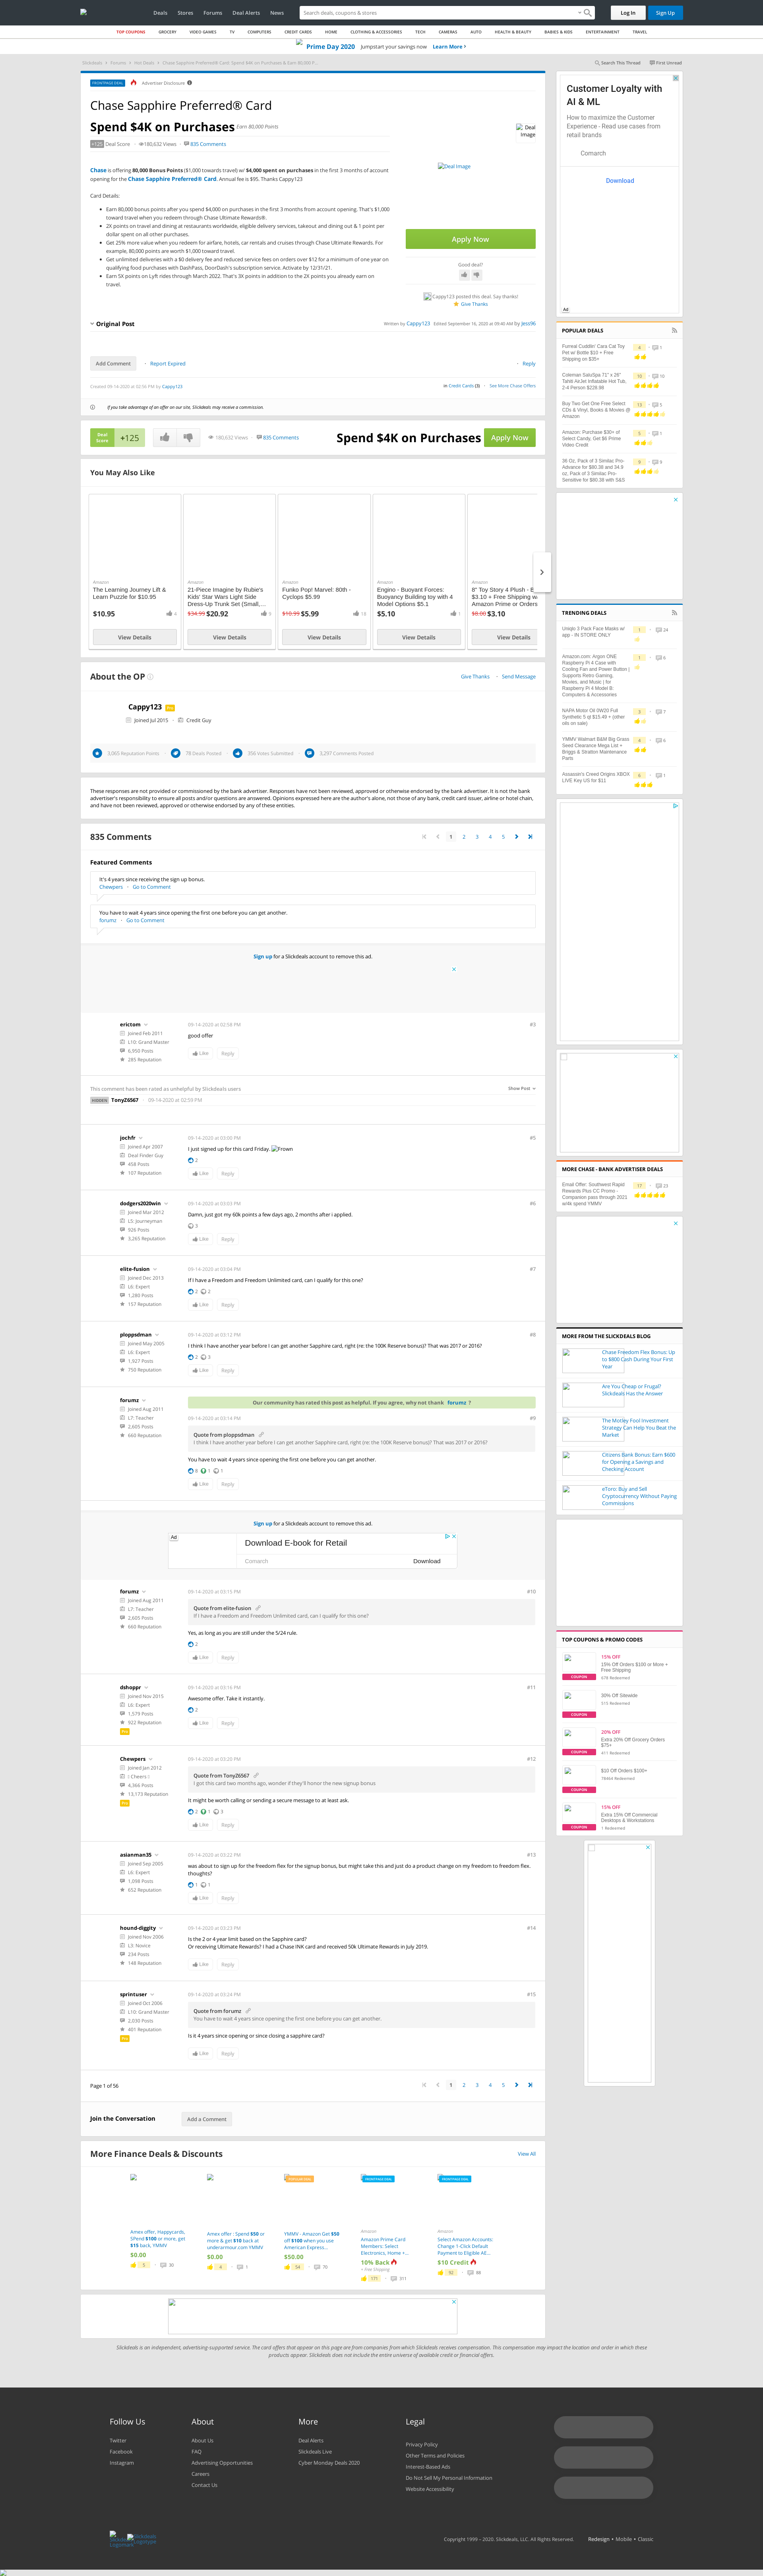 Deals Stores Forums Deal Alerts News
Search deals, coupons & stores
Log In Sign Up
TOP COUPONS GROCERY VIDEO GAMES TV COMPUTERS CREDIT CARDS HOME CLOTHING & ACCESSORIES TECH CAMERAS AUTO HEALTH & BEAUTY BABIES & KIDS ENTERTAINMENT TRAVEL
Prime Day 2020 Jumpstart your savings now Learn More
Slickdeals Forums Hot Deals Chase Sapphire Preferred® Card: Spend $4K on Purchases & Earn 80,000 P...
Search This Thread First Unread
FRONTPAGE DEAL Advertiser Disclosure
Chase Sapphire Preferred® Card
Spend $4K on Purchases Earn 80,000 Points
+125 Deal Score 180,632 Views 835 Comments
Deal Image
Chase is offering 80,000 Bonus Points ($1,000 towards travel) w/ $4,000 spent on purchases in the first 3 months of account
opening for the Chase Sapphire Preferred® Card. Annual fee is $95. Thanks Cappy123
Card Details:
Earn 80,000 bonus points after you spend $4,000 on purchases in the first 3 months from account opening. That's $1,000
toward travel when you redeem through Chase Ultimate Rewards®.
2X points on travel and dining at restaurants worldwide, eligible delivery services, takeout and dining out & 1 point per
dollar spent on all other purchases.
Get 25% more value when you redeem for airfare, hotels, car rentals and cruises through Chase Ultimate Rewards. For
example, 80,000 points are worth $1,000 toward travel.
Get unlimited deliveries with a $0 delivery fee and reduced service fees on orders over $12 for a minimum of one year on
qualifying food purchases with DashPass, DoorDash's subscription service. Activate by 12/31/21.
Earn 5X points on Lyft rides through March 2022. That's 3X points in addition to the 2X points you already earn on
travel.
Deal Image
Apply Now
Good deal?
Cappy123 posted this deal. Say thanks!
Give Thanks
Original Post
Written by Cappy123 Edited September 16, 2020 at 09:40 AM by Jess96
Add Comment Report Expired Reply
Created 09-14-2020 at 02:56 PM by Cappy123
in Credit Cards (3) See More Chase Offers
If you take advantage of an offer on our site, Slickdeals may receive a commission.
Deal Score +125 180,632 Views 835 Comments
Spend $4K on Purchases Apply Now
You May Also Like
Amazon
The Learning Journey Lift &
Learn Puzzle for $10.95
$10.95 4
View Details
Amazon
21-Piece Imagine by Rubie's
Kids' Star Wars Light Side
Dress-Up Trunk Set (Small,...
$34.99 $20.92
View Details
Amazon
Funko Pop! Marvel: 80th -
Cyclops $5.99
$10.99 $5.99
View Details
Amazon
Engino - Buoyant Forces:
Buoyancy Building toy with 4
Model Options $5.1
$5.10
View Details
Amazon
8" Toy Story 4 Plush - B
$3.10 + Free Shipping w/
Amazon Prime or Orders
$8.00 $3.10
View Details
About the OP
Give Thanks Send Message
Cappy123 Pro
Joined Jul 2015 Credit Guy
3,065 Reputation Points 78 Deals Posted 356 Votes Submitted 3,297 Comments Posted
These responses are not provided or commissioned by the bank advertiser. Responses have not been reviewed, approved or otherwise endorsed by the bank advertiser. It is not the bank
advertiser's responsibility to ensure all posts and/or questions are answered. Opinions expressed here are the author's alone, not those of any bank, credit card issuer, airline or hotel chain,
and have not been reviewed, approved or otherwise endorsed by any of these entities.
835 Comments
1 2 3 4 5
Featured Comments
It's 4 years since receiving the sign up bonus.
Chewpers Go to Comment
You have to wait 4 years since opening the first one before you can get another.
forumz Go to Comment
Sign up for a Slickdeals account to remove this ad.
erictom
Joined Feb 2011
L10: Grand Master
6,950 Posts
285 Reputation
09-14-2020 at 02:58 PM #3
good offer
Like Reply
This comment has been rated as unhelpful by Slickdeals users Show Post
HIDDEN TonyZ6567 09-14-2020 at 02:59 PM
jochfr
Joined Apr 2007
Deal Finder Guy
458 Posts
107 Reputation
09-14-2020 at 03:00 PM #5
I just signed up for this card Friday. Frown
2
Like Reply
dodgers2020win
Joined Mar 2012
L5: Journeyman
926 Posts
3,265 Reputation
09-14-2020 at 03:03 PM #6
Damn, just got my 60k points a few days ago, 2 months after i applied.
3
Like Reply
elite-fusion
Joined Dec 2013
L6: Expert
1,280 Posts
157 Reputation
09-14-2020 at 03:04 PM #7
If I have a Freedom and Freedom Unlimited card, can I qualify for this one?
2 2
Like Reply
ploppsdman
Joined May 2005
L6: Expert
1,927 Posts
750 Reputation
09-14-2020 at 03:12 PM #8
I think I have another year before I can get another Sapphire card, right (re: the 100K Reserve bonus)? That was 2017 or 2016?
2 3
Like Reply
forumz
Joined Aug 2011
L7: Teacher
2,605 Posts
660 Reputation
Our community has rated this post as helpful. If you agree, why not thank forumz ?
09-14-2020 at 03:14 PM #9
Quote from ploppsdman
I think I have another year before I can get another Sapphire card, right (re: the 100K Reserve bonus)? That was 2017 or 2016?
You have to wait 4 years since opening the first one before you can get another.
8 1 1
Like Reply
Sign up for a Slickdeals account to remove this ad.
Ad
Download E-book for Retail
Comarch Download
forumz
Joined Aug 2011
L7: Teacher
2,605 Posts
660 Reputation
09-14-2020 at 03:15 PM #10
Quote from elite-fusion
If I have a Freedom and Freedom Unlimited card, can I qualify for this one?
Yes, as long as you are still under the 5/24 rule.
2
Like Reply
dshoppr
Joined Nov 2015
L6: Expert
1,579 Posts
922 Reputation
Pro
09-14-2020 at 03:16 PM #11
Awesome offer. Take it instantly.
2
Like Reply
Chewpers
Joined Jan 2012
! Cheers !
4,366 Posts
13,173 Reputation
Pro
09-14-2020 at 03:20 PM #12
Quote from TonyZ6567
I got this card two months ago, wonder if they'll honor the new signup bonus
It might be worth calling or sending a secure message to at least ask.
2 1 3
Like Reply
asianman35
Joined Sep 2005
L6: Expert
1,098 Posts
652 Reputation
09-14-2020 at 03:22 PM #13
was about to sign up for the freedom flex for the signup bonus, but might take this and just do a product change on my freedom to freedom flex.
thoughts?
1 1
Like Reply
hound-diggity
Joined Nov 2006
L3: Novice
234 Posts
148 Reputation
09-14-2020 at 03:23 PM #14
Is the 2 or 4 year limit based on the Sapphire card?
Or receiving Ultimate Rewards? I had a Chase INK card and received 50k Ultimate Rewards in July 2019.
Like Reply
sprintuser
Joined Oct 2006
L10: Grand Master
2,030 Posts
401 Reputation
Pro
09-14-2020 at 03:24 PM #15
Quote from forumz
You have to wait 4 years since opening the first one before you can get another.
Is it 4 years since opening or since closing a sapphire card?
Like Reply
Page 1 of 56
1 2 3 4 5
Join the Conversation Add a Comment
More Finance Deals & Discounts View All
Amex offer, Happycards,
SPend $100 or more, get
$15 back, YMMV
$0.00
5 30
Amex offer : Spend $50 or
more & get $10 back at
underarmour.com YMMV
$0.00
4 1
POPULAR DEAL
YMMV - Amazon Get $50
off $100 when you use
American Express...
$50.00
54 70
FRONTPAGE DEAL
Amazon
Amazon Prime Card
Members: Select
Electronics, Home +...
10% Back
+ Free Shipping
171 311
FRONTPAGE DEAL
Amazon
Select Amazon Accounts:
Change 1-Click Default
Payment to Eligible AE...
$10 Credit
92 88
Slickdeals is an independent, advertising-supported service. The card offers that appear on this page are from companies from which Slickdeals receives compensation. This compensation may impact the location and order in which these
products appear. Slickdeals does not include the entire universe of available credit or financial offers.
Customer Loyalty with
AI & ML
How to maximize the Customer
Experience - Read use cases from
retail brands
Comarch
Download
Ad
POPULAR DEALS
Furreal Cuddlin' Cara Cat Toy
Pet w/ Bottle $10 + Free
Shipping on $35+
4 1
Coleman SaluSpa 71" x 26"
Tahiti AirJet Inflatable Hot Tub,
2-4 Person $228.98
10 10
Buy Two Get One Free Select
CDs & Vinyl, Books & Movies @
Amazon
5
Amazon: Purchase $30+ of
Select Candy, Get $6 Prime
Video Credit
5 1
36 Oz, Pack of 3 Similac Pro-
Advance for $80.38 and 34.9
oz, Pack of 3 Similac Pro-
Sensitive for $80.38 with S&S
9
TRENDING DEALS
Uniqlo 3 Pack Face Masks w/
app - IN STORE ONLY
1 24
Amazon.com: Argon ONE
Raspberry Pi 4 Case with
Cooling Fan and Power Button |
Supports Retro Gaming,
Movies, and Music | for
Raspberry Pi 4 Model B:
Computers & Accessories
1 6
NAPA Motor Oil 0W20 Full
Synthetic 5 qt $15.49 + (other
oils on sale)
3 7
YMMV Walmart B&M Big Grass
Seed Clearance Mega List +
Briggs & Stratton Maintenance
Parts
4 6
Assassin's Creed Origins XBOX
LIVE Key US for $11
6 1
MORE CHASE - BANK ADVERTISER DEALS
Email Offer: Southwest Rapid
Rewards Plus CC Promo -
Companion pass through 2021
w/4k spend YMMV
17 23
MORE FROM THE SLICKDEALS BLOG
Chase Freedom Flex Bonus: Up
to $800 Cash During Your First
Year
Are You Cheap or Frugal?
Slickdeals Has the Answer
The Motley Fool Investment
Strategy Can Help You Beat the
Market
Citizens Bank Bonus: Earn $600
for Opening a Savings and
Checking Account
eToro: Buy and Sell
Cryptocurrency Without Paying
Commissions
TOP COUPONS & PROMO CODES
15% OFF
15% Off Orders $100 or More +
Free Shipping
678 Redeemed
COUPON
30% Off Sitewide
515 Redeemed
COUPON
20% OFF
Extra 20% Off Grocery Orders
$75+
411 Redeemed
COUPON
$10 Off Orders $100+
COUPON
15% OFF
Extra 15% Off Commercial
Desktops & Workstations
1 Redeemed
COUPON
Follow Us
Twitter
Facebook
Instagram
About
About Us
FAQ
Advertising Opportunities
Careers
Contact Us
More
Deal Alerts
Slickdeals Live
Cyber Monday Deals 2020
Legal
Privacy Policy
Other Terms and Policies
Interest-Based Ads
Do Not Sell My Personal Information
Website Accessibility
Copyright 1999 - 2020. Slickdeals, LLC. All Rights Reserved.
Redesign • Mobile • Classic